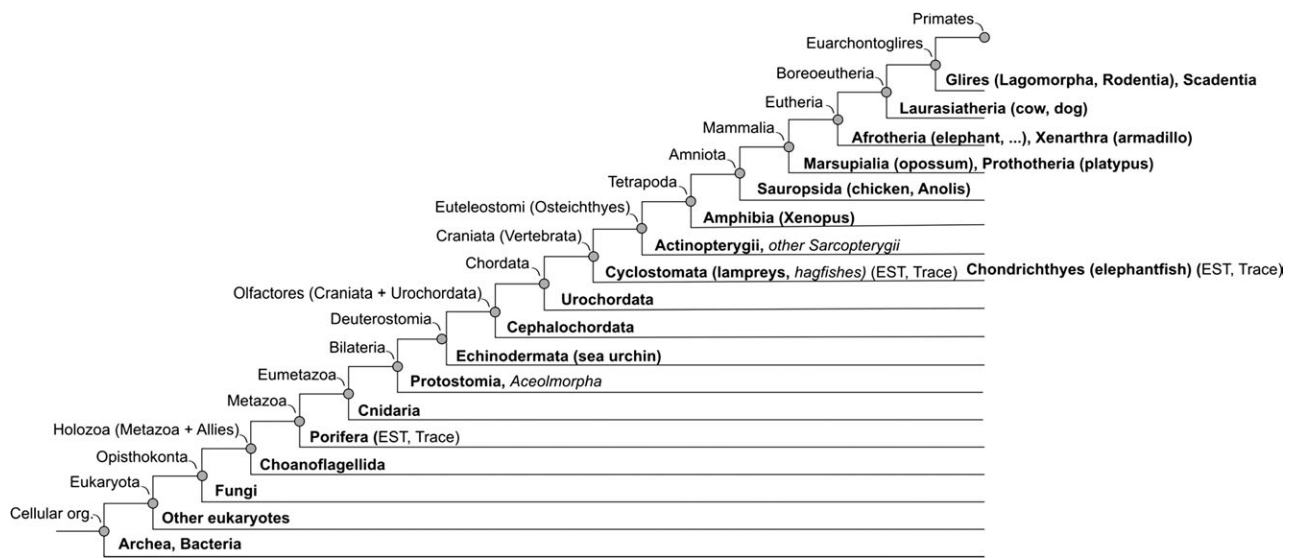 Primates
Euarchontoglires
Glires (Lagomorpha, Rodentia), Scadentia
Boreoeutheria
Laurasiatheria (cow, dog)
Eutheria
Afrotheria (elephant, ...), Xenarthra (armadillo)
Mammalia
Marsupialia (opossum), Prothotheria (platypus)
Amniota
Sauropsida (chicken, Anolis)
Tetrapoda
Amphibia (Xenopus)
Euteleostomi (Osteichthyes)
Actinopterygii, other Sarcopterygii
Craniata (Vertebrata)
Cyclostomata (lampreys, hagfishes) (EST, Trace) Chondrichthyes (elephantfish) (EST, Trace)
Chordata
Urochordata
Olfactores (Craniata + Urochordata)
Cephalochordata
Deuterostomia
Echinodermata (sea urchin)
Bilateria
Protostomia, Aceolmorpha
Eumetazoa
Cnidaria
Metazoa
Porifera (EST, Trace)
Holozoa (Metazoa + Allies)
Choanoflagellida
Opisthokonta
Fungi
Eukaryota
Other eukaryotes
Cellular org.
Archea, Bacteria